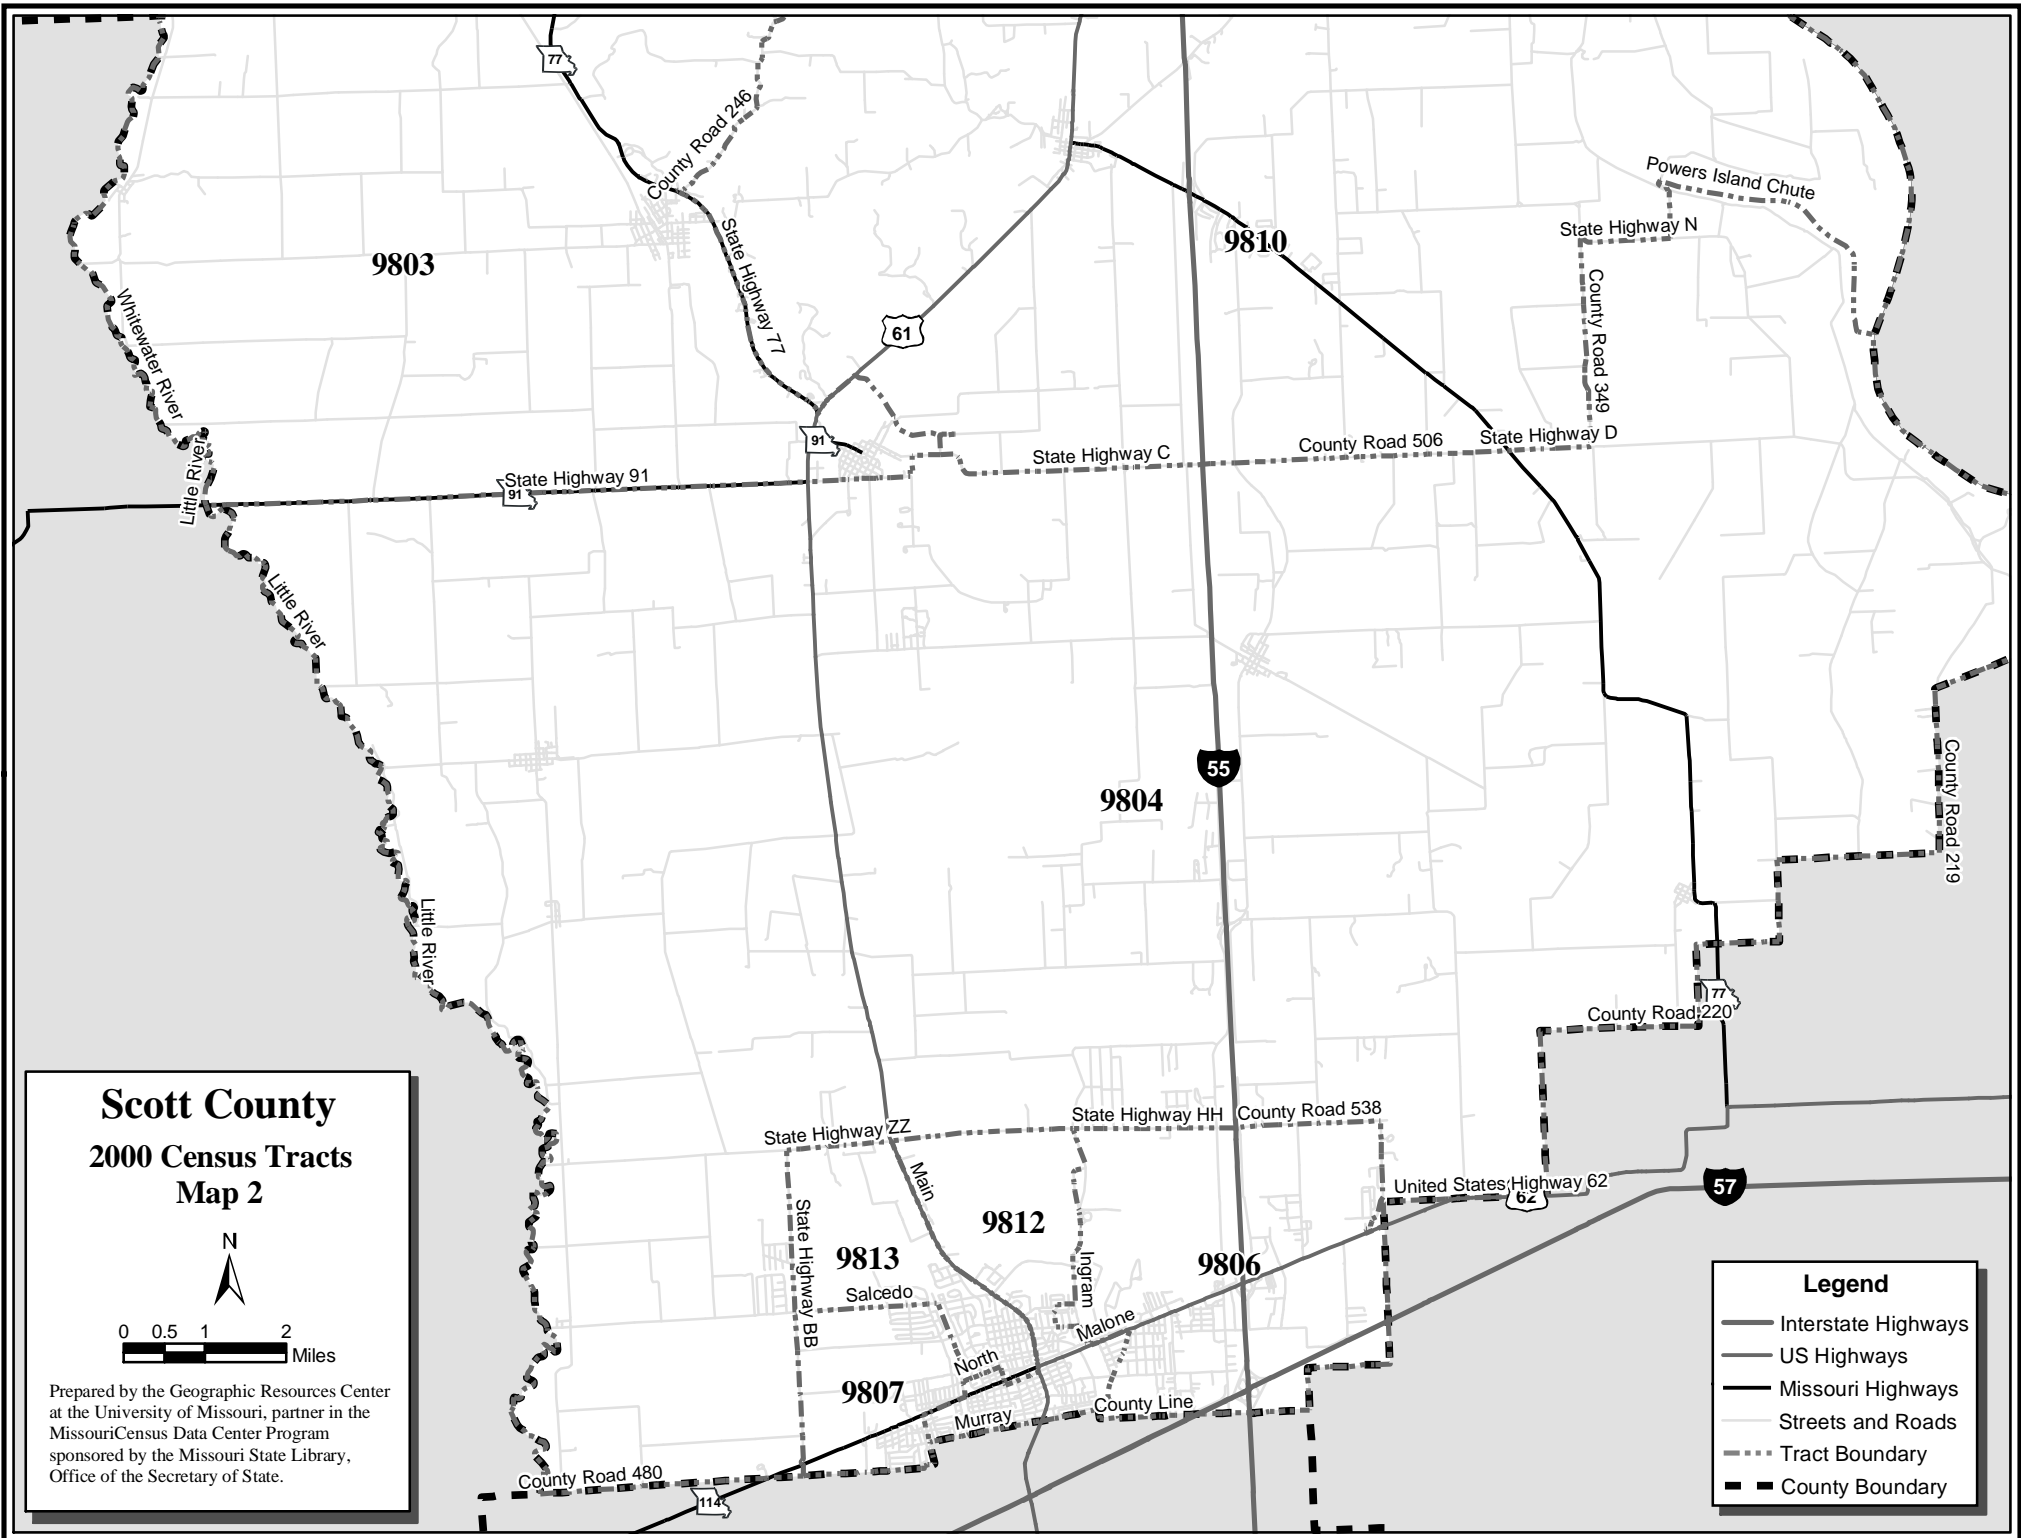 77
County Road 246
Powers Island Chute
State Highway N
9810
9803
State Highway 77
61
County Road 349
Whitewater River
91
State Highway C
County Road 506
State Highway D
Little River
State Highway 91
91
Little River
55
9804
County Road 219
Little River
77
County Road 220
State Highway ZZ
State Highway HH
County Road 538
Main
United States Highway 62
62
57
State Highway BB
9812
9813
Ingram
9806
Salcedo
Malone
North
9807
Murray
County Line
County Road 480
114
Scott County
2000 Census Tracts
Map 2
N
0 0.5 1 2
Miles
Prepared by the Geographic Resources Center
at the University of Missouri, partner in the
MissouriCensus Data Center Program
sponsored by the Missouri State Library,
Office of the Secretary of State.
Legend
Interstate Highways
US Highways
Missouri Highways
Streets and Roads
Tract Boundary
County Boundary